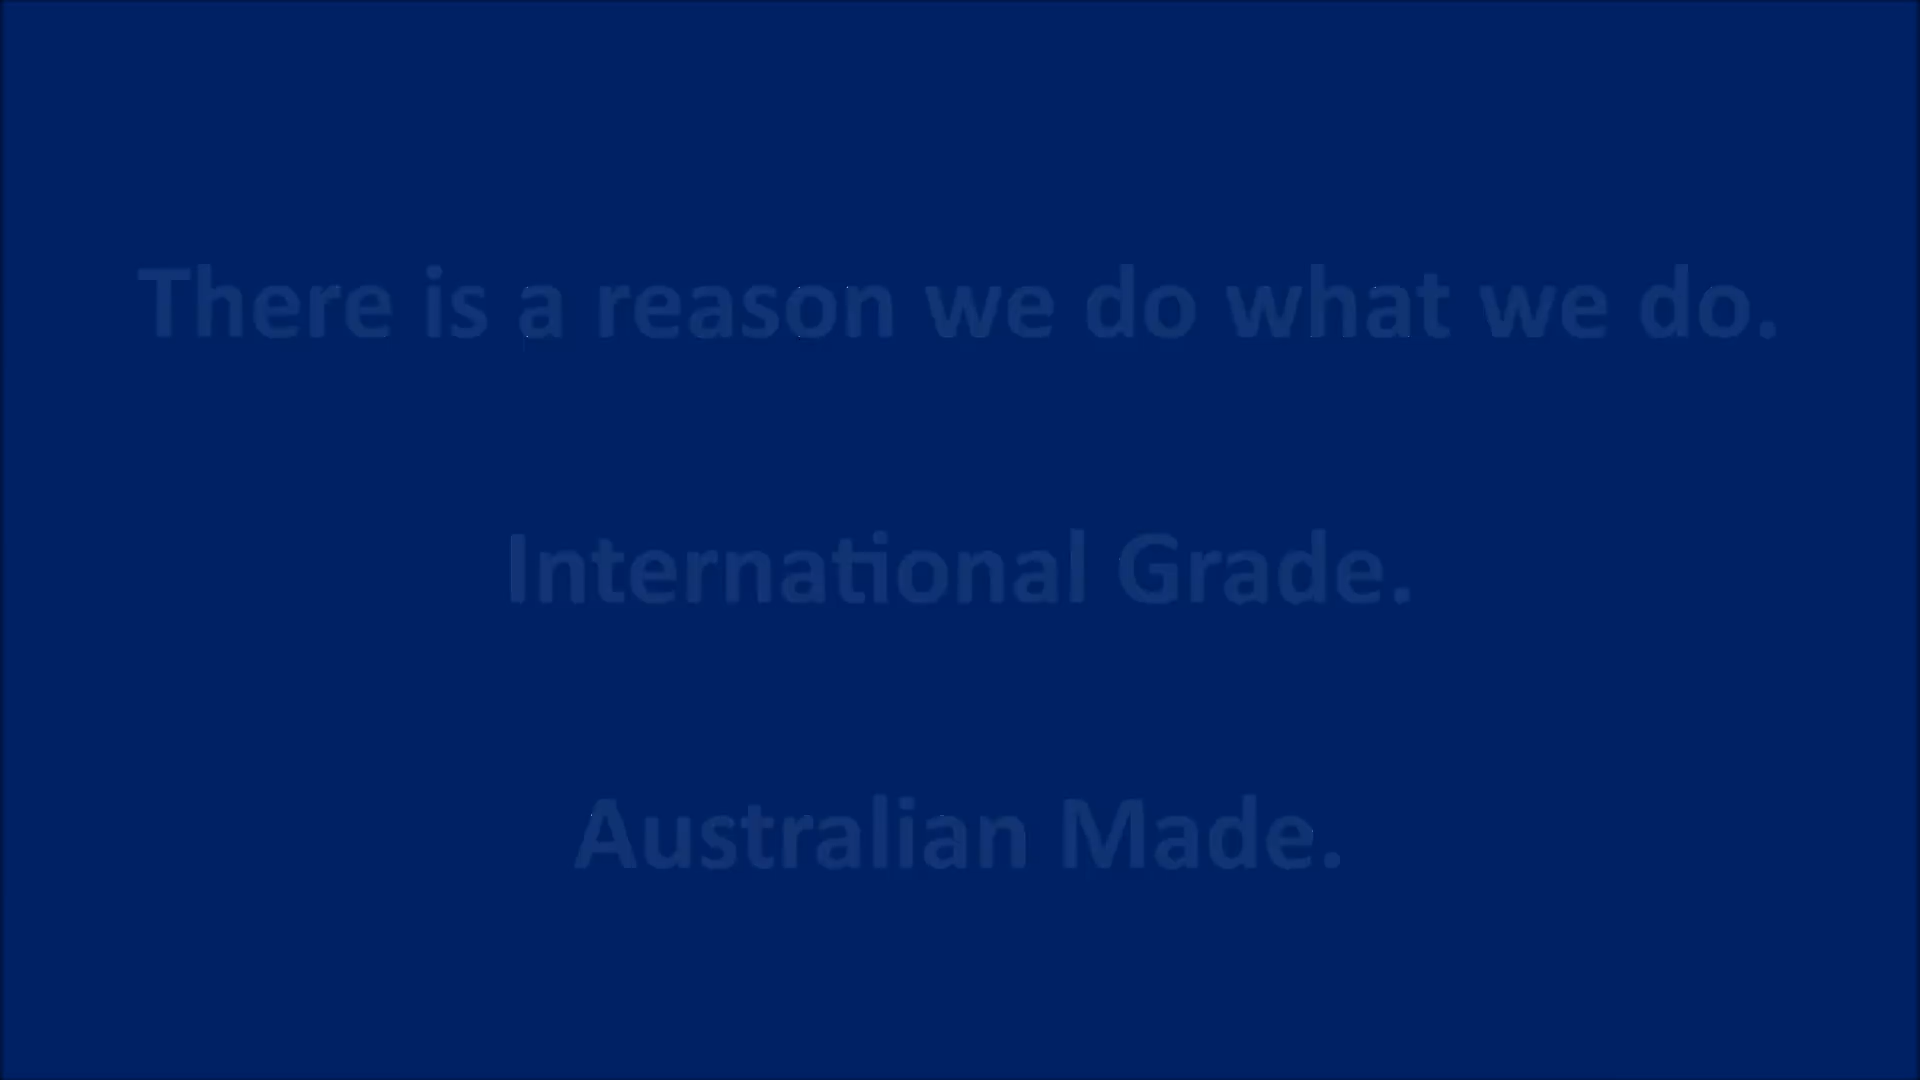 There is a reason we do what we do.
International Grade.
Australian Made.